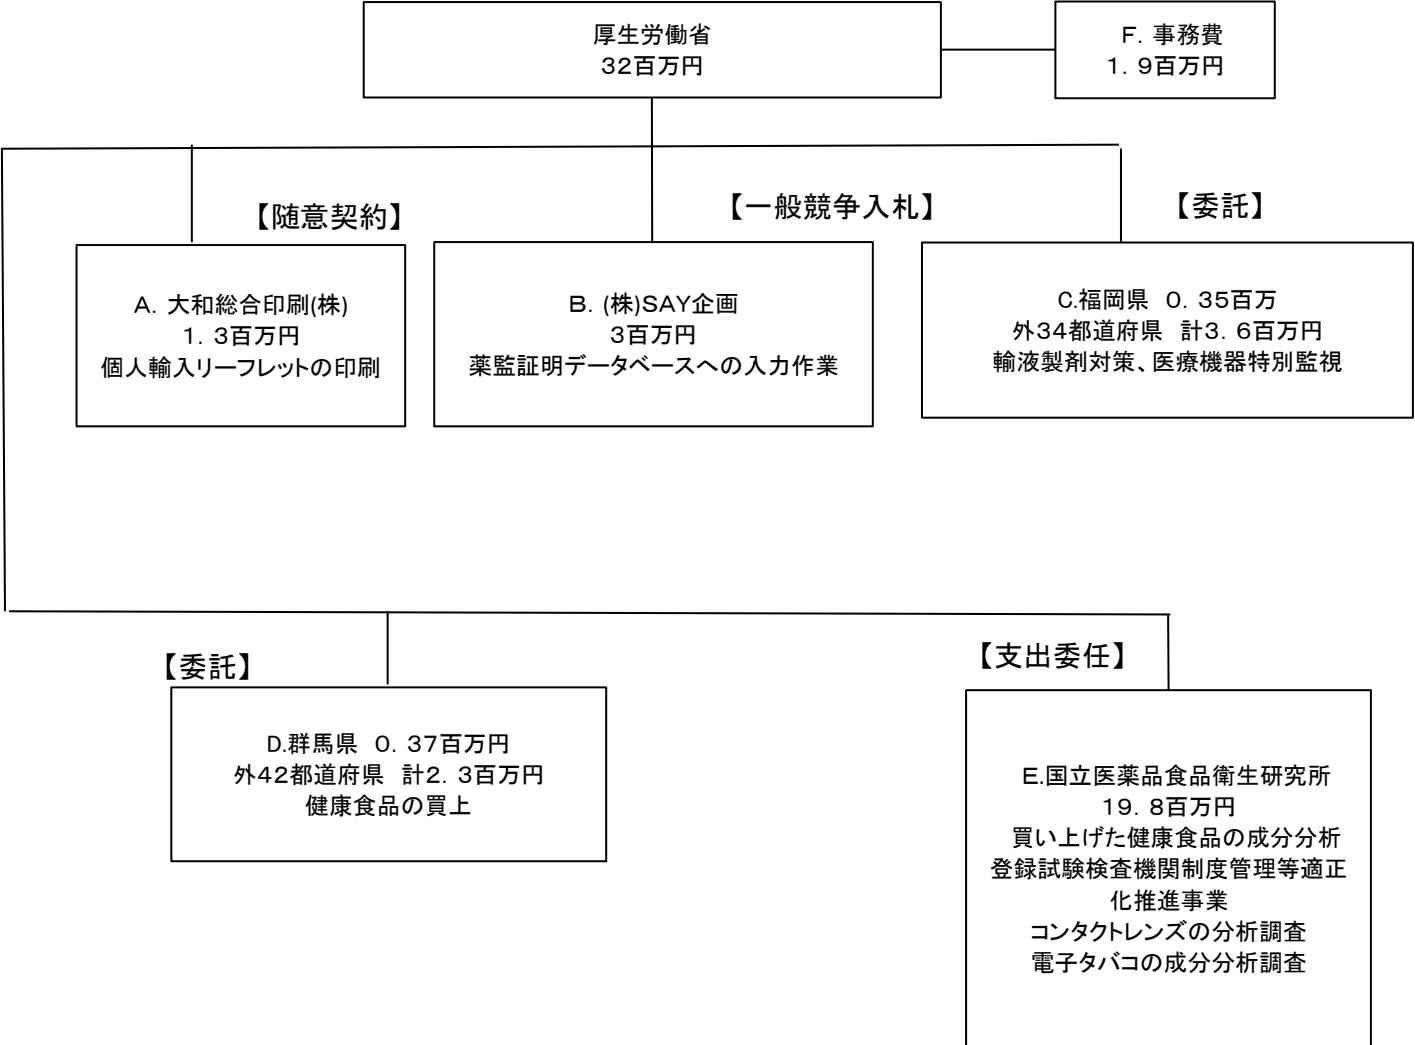 厚生労働省
32百万円
F．事務費
1．9百万円
【随意契約】
【一般競争入札】
【委託】
A．大和総合印刷(株)
1．3百万円
個人輸入リーフレットの印刷
B．(株)SAY企画
3百万円
薬監証明データベースへの入力作業
C.福岡県　0．35百万
外34都道府県　計3．6百万円
輸液製剤対策、医療機器特別監視
【委託】
【支出委任】
D.群馬県　0．37百万円
外42都道府県　計2．3百万円
健康食品の買上
E.国立医薬品食品衛生研究所
19．8百万円
買い上げた健康食品の成分分析
登録試験検査機関制度管理等適正
化推進事業
コンタクトレンズの分析調査
電子タバコの成分分析調査